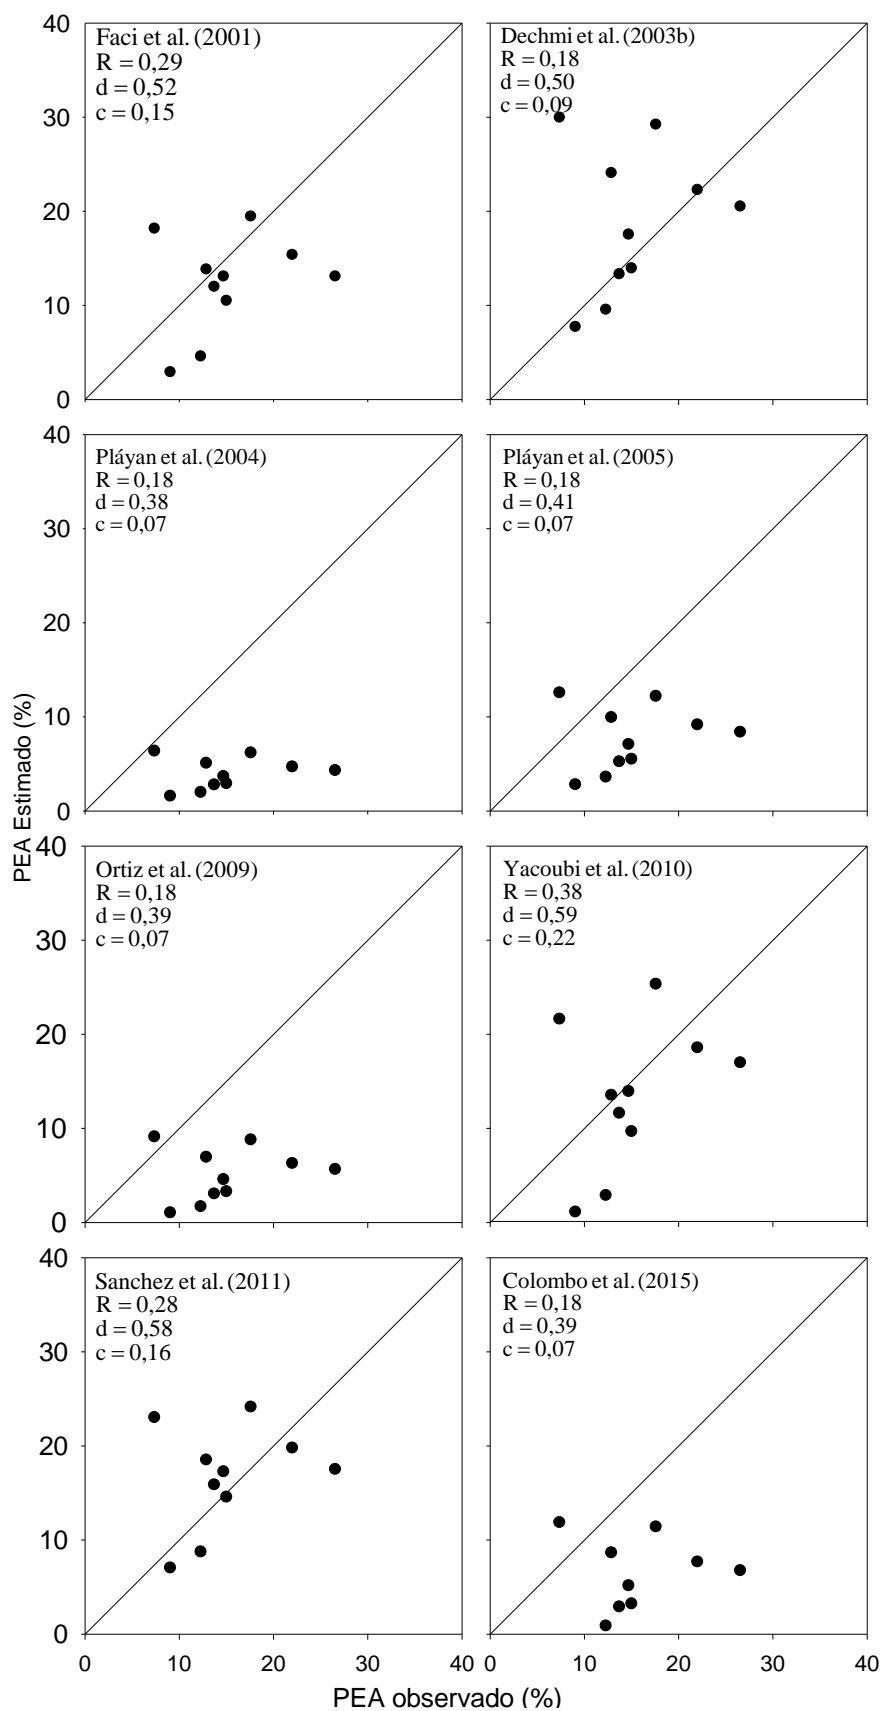 40
30
20
10
0
Faci et al. (2001)
R = 0,29
d = 0,52
c = 0,15
Dechmi et al. (2003b)
R = 0,18
d = 0,50
c = 0,09
40
30
20
10
0
Pláyan et al. (2004)
R = 0,18
d = 0,38
c = 0,07
Pláyan et al. (2005)
R = 0,18
d = 0,41
c = 0,07
PEA Estimado (%)
40
30
20
10
0
Ortiz et al. (2009)
R = 0,18
d = 0,39
c = 0,07
Yacoubi et al. (2010)
R = 0,38
d = 0,59
c = 0,22
40
30
20
10
0
Sanchez et al. (2011)
R = 0,28
d = 0,58
c = 0,16
Colombo et al. (2015)
R = 0,18
d = 0,39
c = 0,07
0 10 20 30 40 0 10 20 30 40
PEA observado (%)